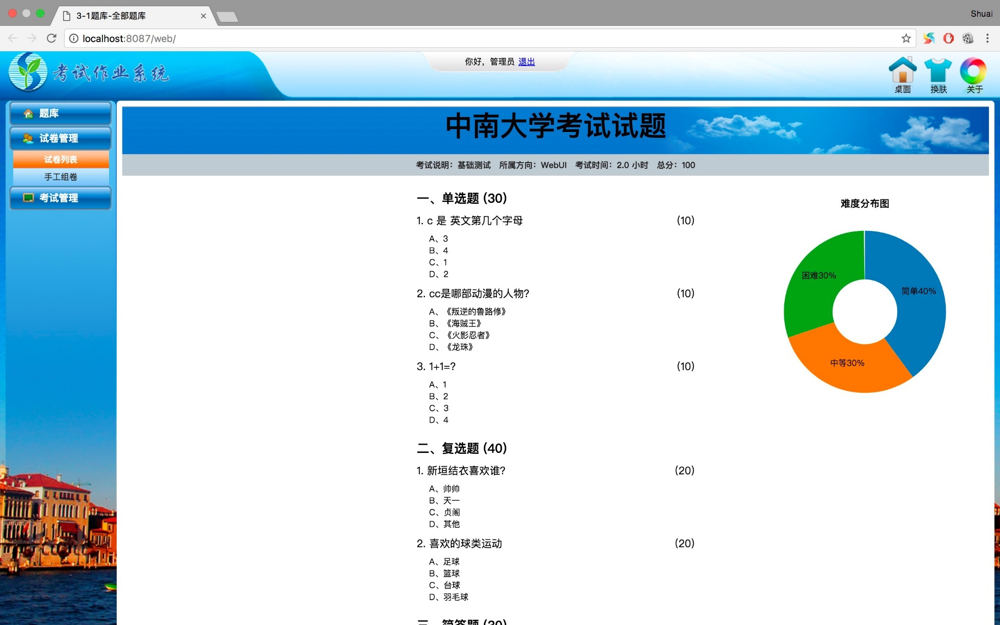 3-1题库-全部题库
Shuai
localhost:8087/web/
考试作业系统
你好，管理员 退出
桌面 换肤 关于
题库
试卷管理
试卷列表
手工组卷
考试管理
中南大学考试试题
考试说明：基础测试 所属方向：WebUI 考试时间：2.0 小时 总分：100
一、单选题 (30)
1. c 是 英文第几个字母 (10)
A、3
B、4
C、1
D、2
2. cc是哪部动漫的人物? (10)
A、《叛逆的鲁路修》
B、《海贼王》
C、《火影忍者》
D、《龙珠》
3. 1+1=? (10)
A、1
B、2
C、3
D、4
二、复选题 (40)
1. 新垣结衣喜欢谁? (20)
A、帅帅
B、天一
C、贞阁
D、其他
2. 喜欢的球类运动 (20)
A、足球
B、篮球
C、台球
D、羽毛球
三、简答题 (30)
难度分布图
困难30%
简单40%
中等30%